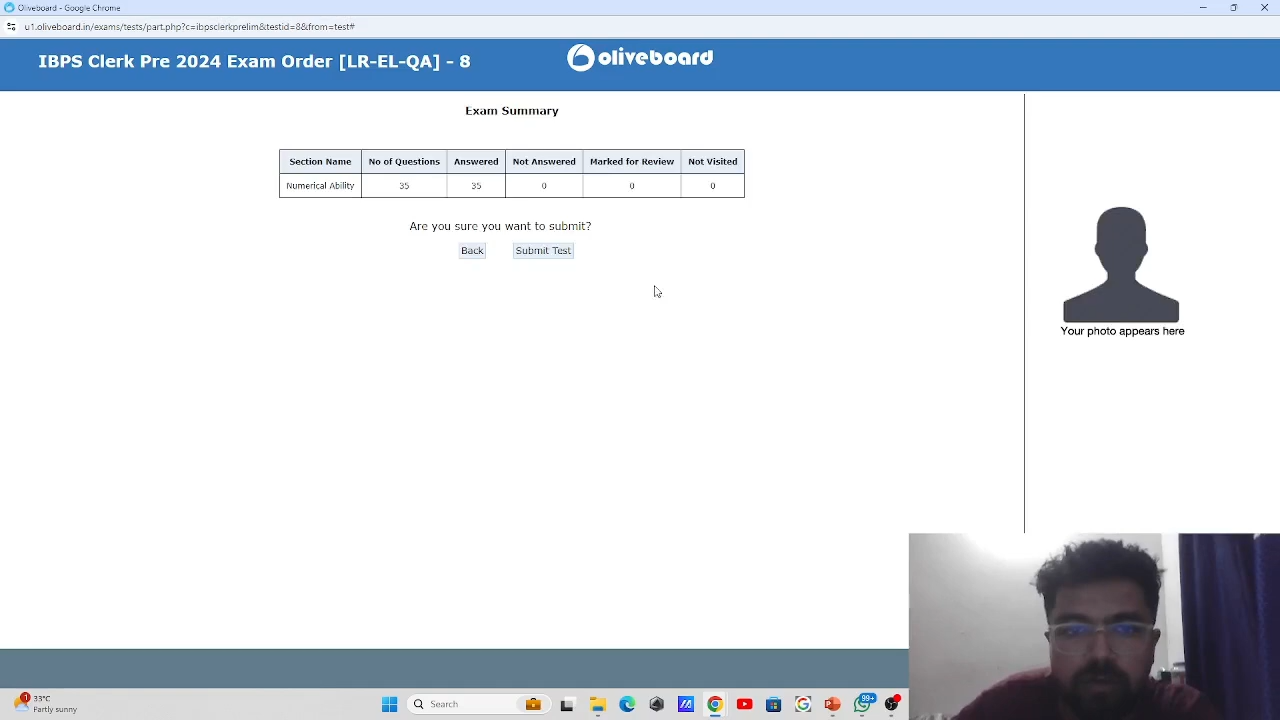 Oliveboard - Google Chrome
u1.oliveboard.in/exams/tests/part.php?c=ibpsclerkprelim&testid=8&from=test#
IBPS Clerk Pre 2024 Exam Order [LR-EL-QA] - 8
oliveboard
Exam Summary
Section Name No of Questions Answered Not Answered Marked for Review Not Visited
Numerical Ability 35 35 0 0 0
Are you sure you want to submit?
Back Submit Test
Your photo appears here
1
33°C
Partly sunny
Search
99+